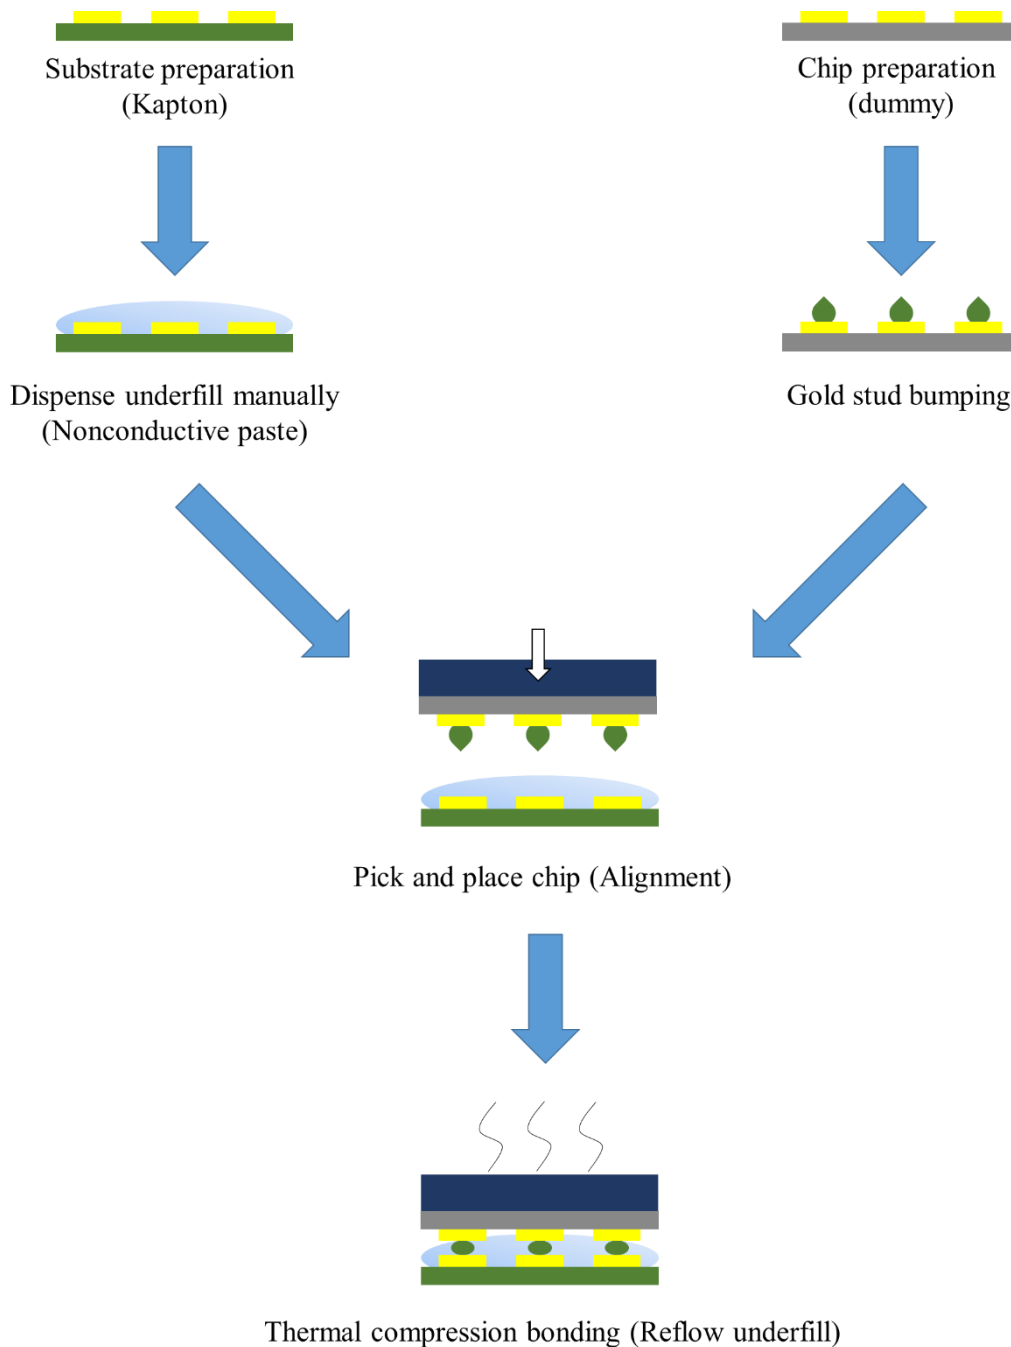 Substrate preparation
(Kapton)
Chip preparation
(dummy)
Dispense underfill manually
(Nonconductive paste)
Gold stud bumping
Pick and place chip (Alignment)
Thermal compression bonding (Reflow underfill)